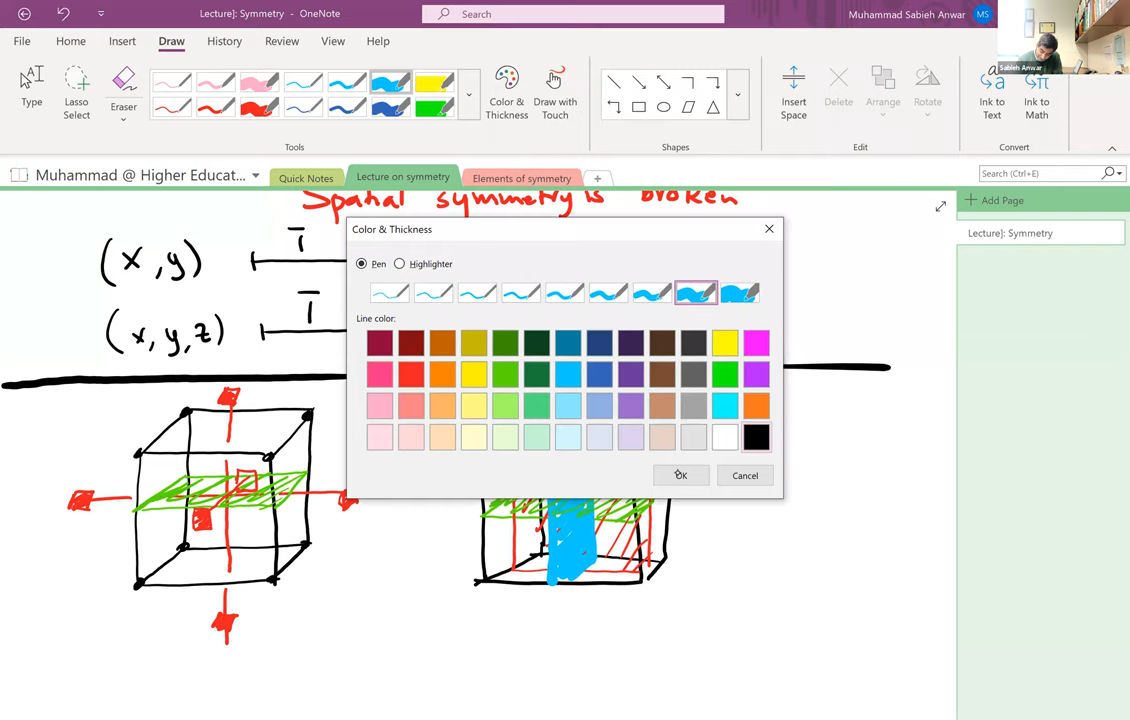 Lecture]: Symmetry - OneNote
Search
Muhammad Sabieh Anwar
MS
File Home Insert Draw History Review View Help
Sabieh Anwar
Type
Lasso Select
Eraser
Color & Thickness
Draw with Touch
Insert Space
Delete
Arrange
Rotate
Ink to Text
Ink to Math
Tools
Shapes
Edit
Convert
Muhammad @ Higher Educat...
Quick Notes
Lecture on symmetry
Elements of symmetry
Search (Ctrl+E)
Add Page
Lecture]: Symmetry
Spatial symmetry is broken
(x, y)
(x, y, z)
Color & Thickness
Pen
Highlighter
Line color:
OK
Cancel